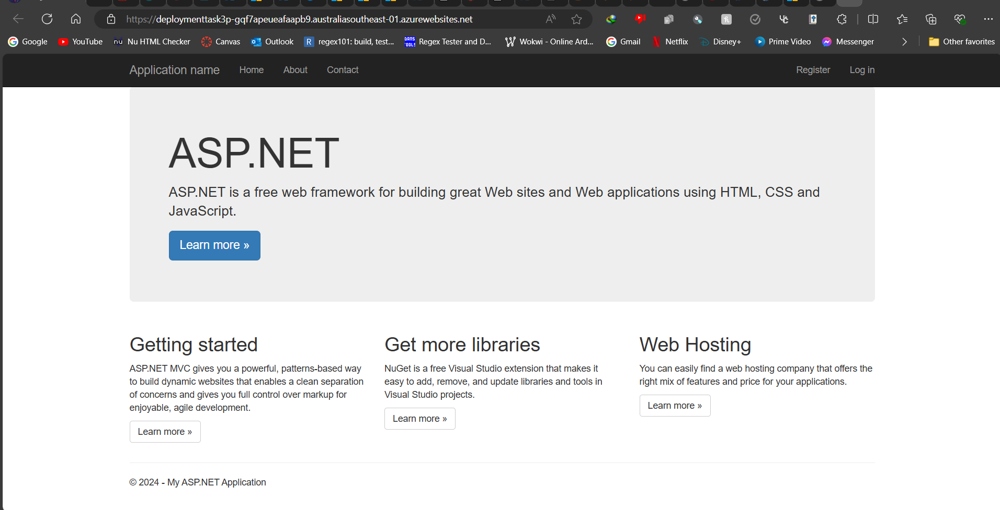 https://deploymenttask3p-gqf7apeueafaapb9.australiasoutheast-01.azurewebsites.net
Google YouTube Nu HTML Checker Canvas Outlook regex101: build, test... Regex Tester and D... Wokwi - Online Ard... Gmail Netflix Disney+ Prime Video Messenger Other favorites
Application name Home About Contact Register Log in
ASP.NET
ASP.NET is a free web framework for building great Web sites and Web applications using HTML, CSS and
JavaScript.
Learn more »
Getting started
ASP.NET MVC gives you a powerful, patterns-based way
to build dynamic websites that enables a clean separation
of concerns and gives you full control over markup for
enjoyable, agile development.
Learn more »
Get more libraries
NuGet is a free Visual Studio extension that makes it
easy to add, remove, and update libraries and tools in
Visual Studio projects.
Learn more »
Web Hosting
You can easily find a web hosting company that offers the
right mix of features and price for your applications.
Learn more »
© 2024 - My ASP.NET Application